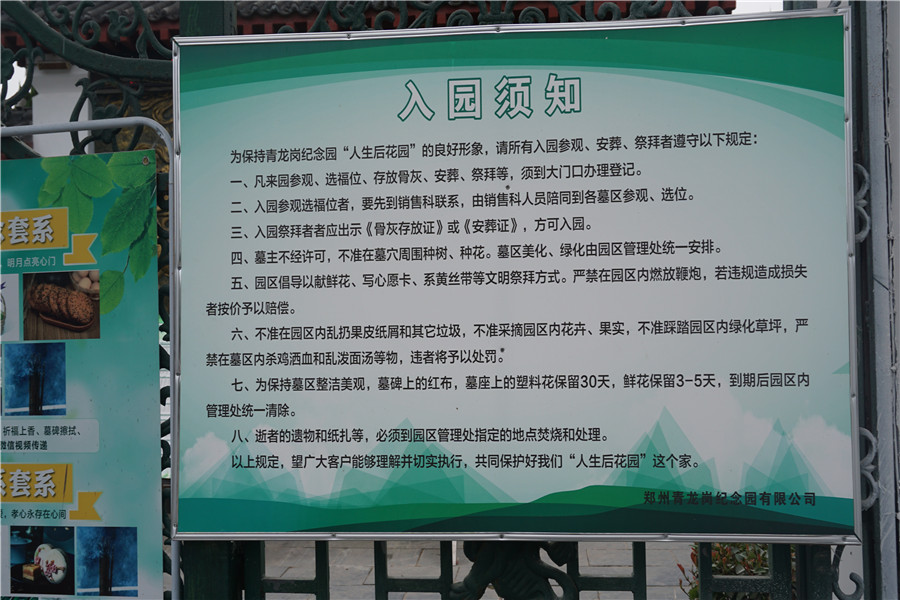 入园须知
为保持青龙岗纪念园“人生后花园”的良好形象，请所有入园参观、安葬、祭拜者遵守以下规定：
一、凡来园参观、选福位、存放骨灰、安葬、祭拜等，须到大门口办理登记。
二、入园参观选福位者，要先到销售科联系，由销售科人员陪同到各墓区参观、选位。
三、入园祭拜者者应出示《骨灰存放证》或《安葬证》，方可入园。
四、墓主不经许可，不准在墓穴周围种树、种花。墓区美化、绿化由园区管理处统一安排。
五、园区倡导以献鲜花、写心愿卡、系黄丝带等文明祭拜方式。严禁在园区内燃放鞭炮，若违规造成损失
者按价予以赔偿。
六、不准在园区内乱扔果皮纸屑和其它垃圾，不准采摘园区内花卉、果实，不准踩踏园区内绿化草坪，严
禁在墓区内杀鸡洒血和乱泼面汤等物，违者将予以处罚。
七、为保持墓区整洁美观，墓碑上的红布，墓座上的塑料花保留30天，鲜花保留3-5天，到期后园区内
管理处统一清除。
八、逝者的遗物和纸扎等，必须到园区管理处指定的地点焚烧和处理。
以上规定，望广大客户能够理解并切实执行，共同保护好我们“人生后花园”这个家。
郑州青龙岗纪念园有限公司
套系
明月点亮心门
祈福上香、墓碑擦拭、
微信视频传递
套系
，孝心永存在心间